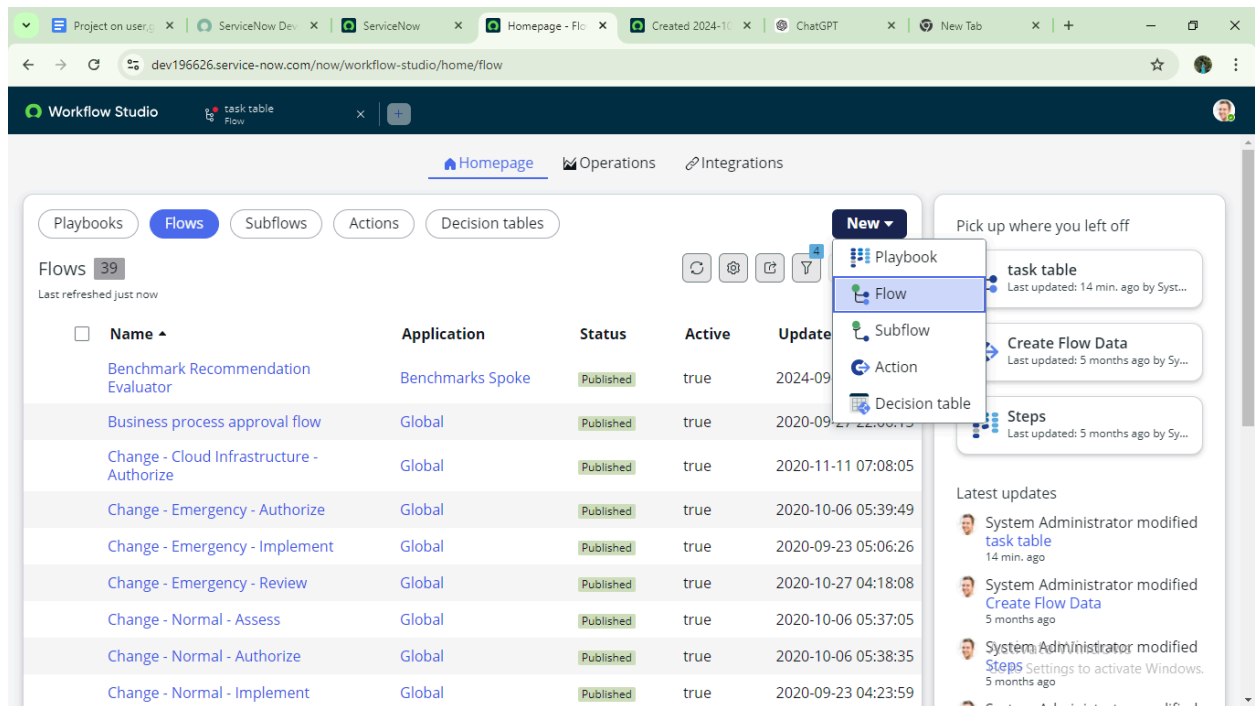 Project on user,g
ServiceNow Dev
ServiceNow
Homepage - Flo
Created 2024-10
ChatGPT
New Tab
dev196626.service-now.com/now/workflow-studio/home/flow
Workflow Studio
task table
Flow
Homepage
Operations
Integrations
Playbooks
Flows
Subflows
Actions
Decision tables
New
Pick up where you left off
Flows 39
4
Last refreshed just now
Playbook
Flow
Subflow
Action
Decision table
task table
Last updated: 14 min. ago by Syst...
Create Flow Data
Last updated: 5 months ago by Sy...
Steps
Last updated: 5 months ago by Sy...
Name Application Status Active Update
Benchmark Recommendation
Evaluator
Benchmarks Spoke Published true 2024-09
Business process approval flow Global Published true 2020-09-27 22:06:15
Change - Cloud Infrastructure -
Authorize
Global Published true 2020-11-11 07:08:05
Change - Emergency - Authorize Global Published true 2020-10-06 05:39:49
Change - Emergency - Implement Global Published true 2020-09-23 05:06:26
Change - Emergency - Review Global Published true 2020-10-27 04:18:08
Change - Normal - Assess Global Published true 2020-10-06 05:37:05
Change - Normal - Authorize Global Published true 2020-10-06 05:38:35
Change - Normal - Implement Global Published true 2020-09-23 04:23:59
Latest updates
System Administrator modified
task table
14 min. ago
System Administrator modified
Create Flow Data
5 months ago
System Administrator modified
Steps
5 months ago
Activate Windows
Go to Settings to activate Windows.